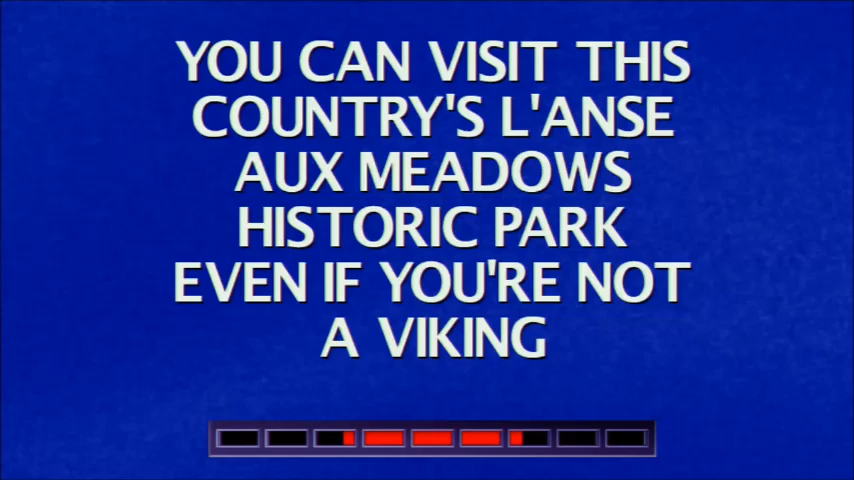 YOU CAN VISIT THIS
COUNTRY'S L'ANSE
AUX MEADOWS
HISTORIC PARK
EVEN IF YOU'RE NOT
A VIKING